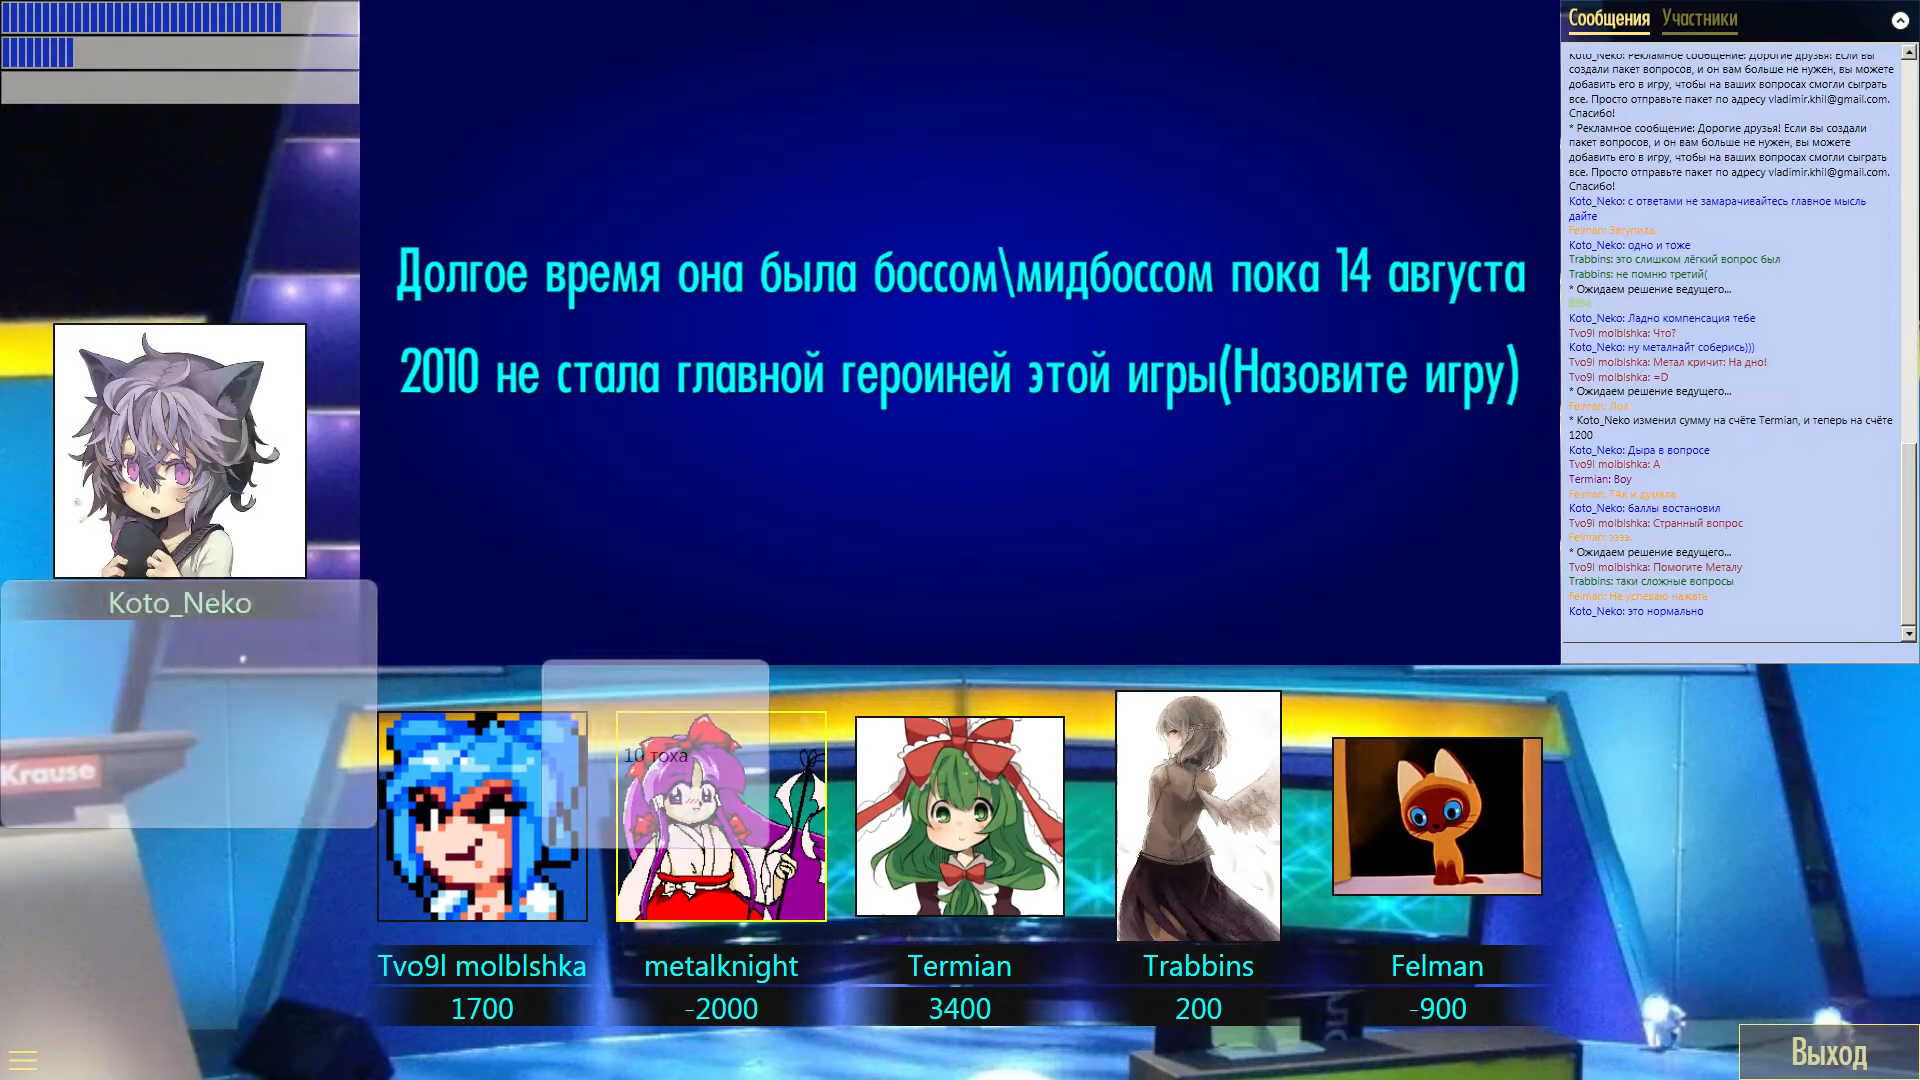 Долгое время она была боссом\мидбоссом пока 14 августа
2010 не стала главной героиней этой игры(Назовите игру)
Сообщения Участники
Koto_Neko: Рекламное сообщение: Дорогие друзья! Если вы
создали пакет вопросов, и он вам больше не нужен, вы можете
добавить его в игру, чтобы на ваших вопросах смогли сыграть
все. Просто отправьте пакет по адресу vladimir.khil@gmail.com.
Спасибо!
* Рекламное сообщение: Дорогие друзья! Если вы создали
пакет вопросов, и он вам больше не нужен, вы можете
добавить его в игру, чтобы на ваших вопросах смогли сыграть
все. Просто отправьте пакет по адресу vladimir.khil@gmail.com.
Спасибо!
Koto_Neko: с ответами не замарачивайтесь главное мысль
дайте
Felman: Затупила.
Koto_Neko: одно и тоже
Trabbins: это слишком лёгкий вопрос был
Trabbins: не помню третий(
* Ожидаем решение ведущего...
Koto_Neko: Ладно компенсация тебе
Tvo9l molblshka: Что?
Koto_Neko: ну металнайт соберись)))
Tvo9l molblshka: Метал кричит: На дно!
Tvo9l molblshka: =D
* Ожидаем решение ведущего...
Felman: Лол
* Koto_Neko изменил сумму на счёте Termian, и теперь на счёте
1200
Koto_Neko: Дыра в вопросе
Tvo9l molblshka: А
Termian: Воу
Felman: ТАк и думала
Koto_Neko: баллы востановил
Tvo9l molblshka: Странный вопрос
Felman: ээээ.
* Ожидаем решение ведущего...
Tvo9l molblshka: Помогите Металу
Trabbins: таки сложные вопросы
Felman: Не успеваю нажать
Koto_Neko: это нормально
Koto_Neko
Krause
10 тоха
Tvo9l molblshka
1700
metalknight
-2000
Termian
3400
Trabbins
200
Felman
-900
Выход